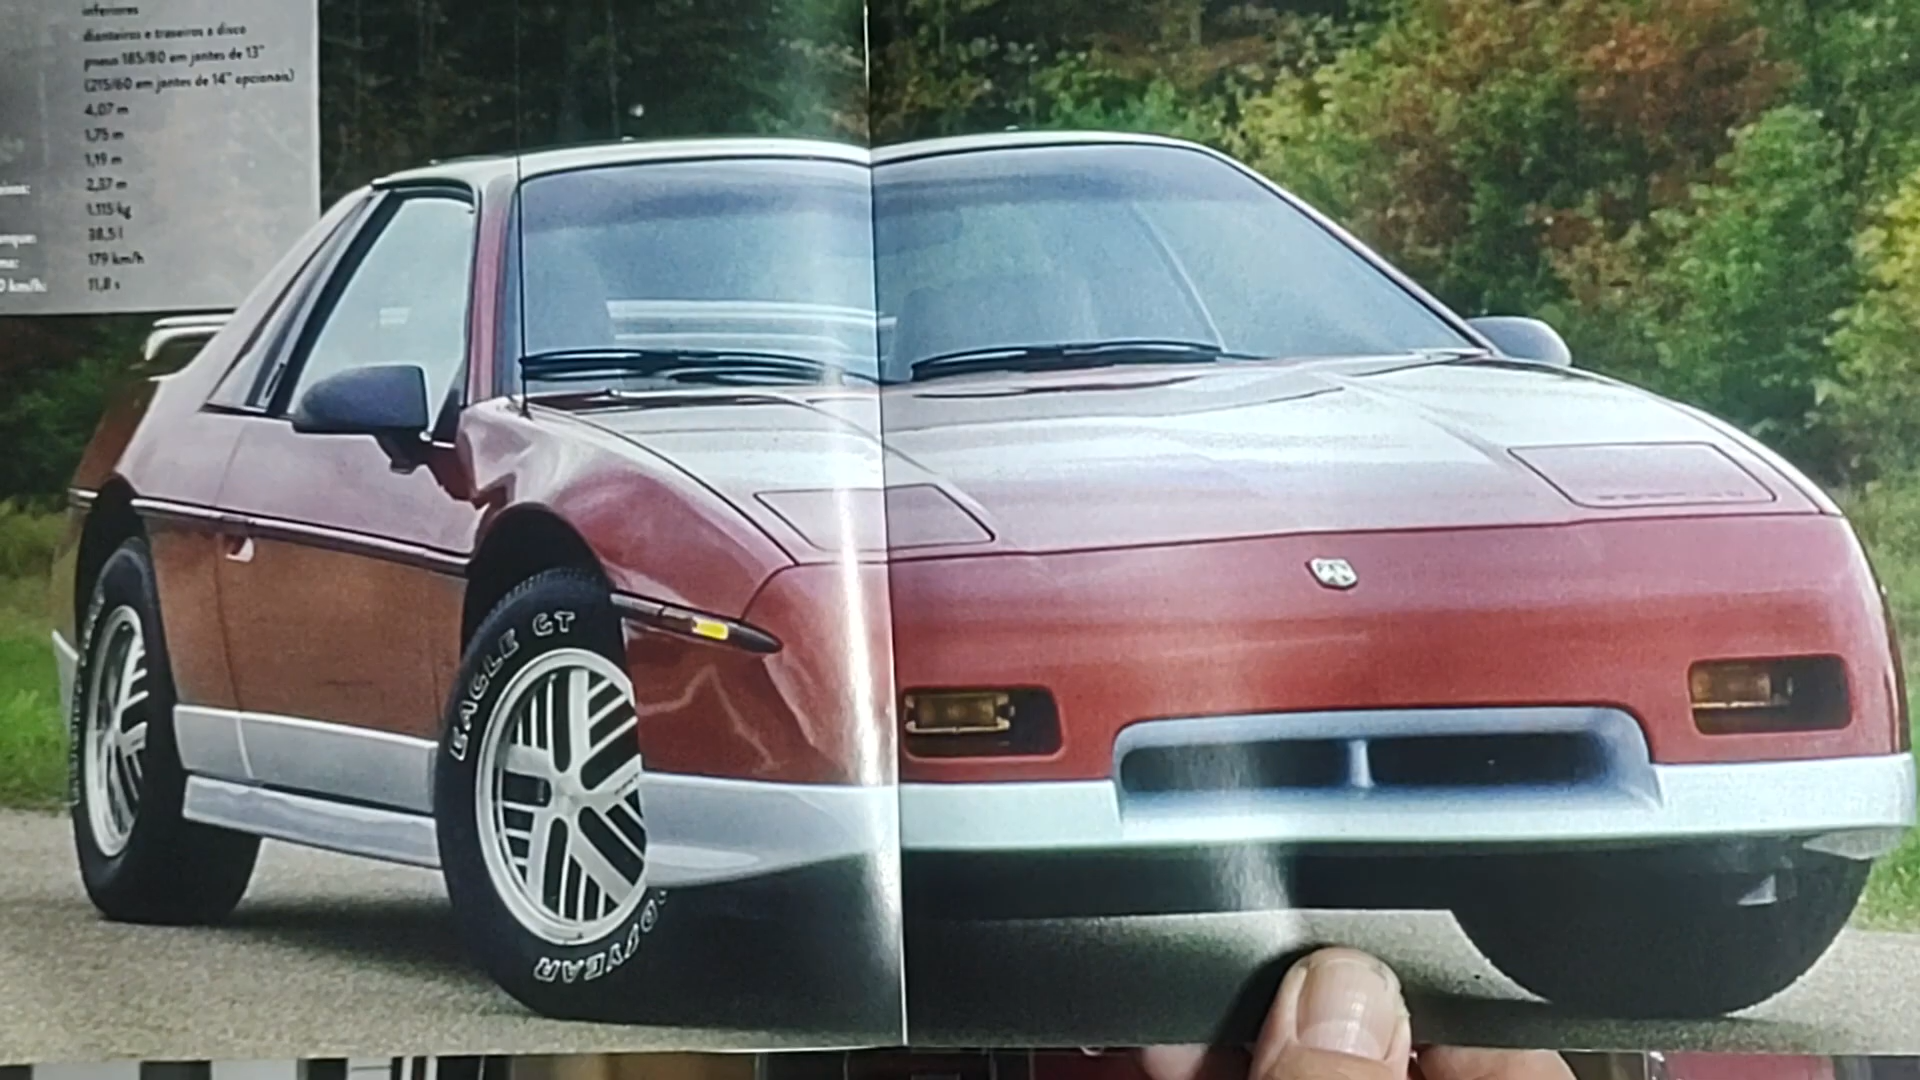 inferiores
dianteiros e traseiros a disco
pneus 185/80 em jantes de 13"
(215/60 em jantes de 14" opcionais)
4,07 m
1,75 m
1,19 m
2,37 m
1.115 kg
38,5 l
179 km/h
km/h: 11,8 s
EAGLE GT
GOODYEAR